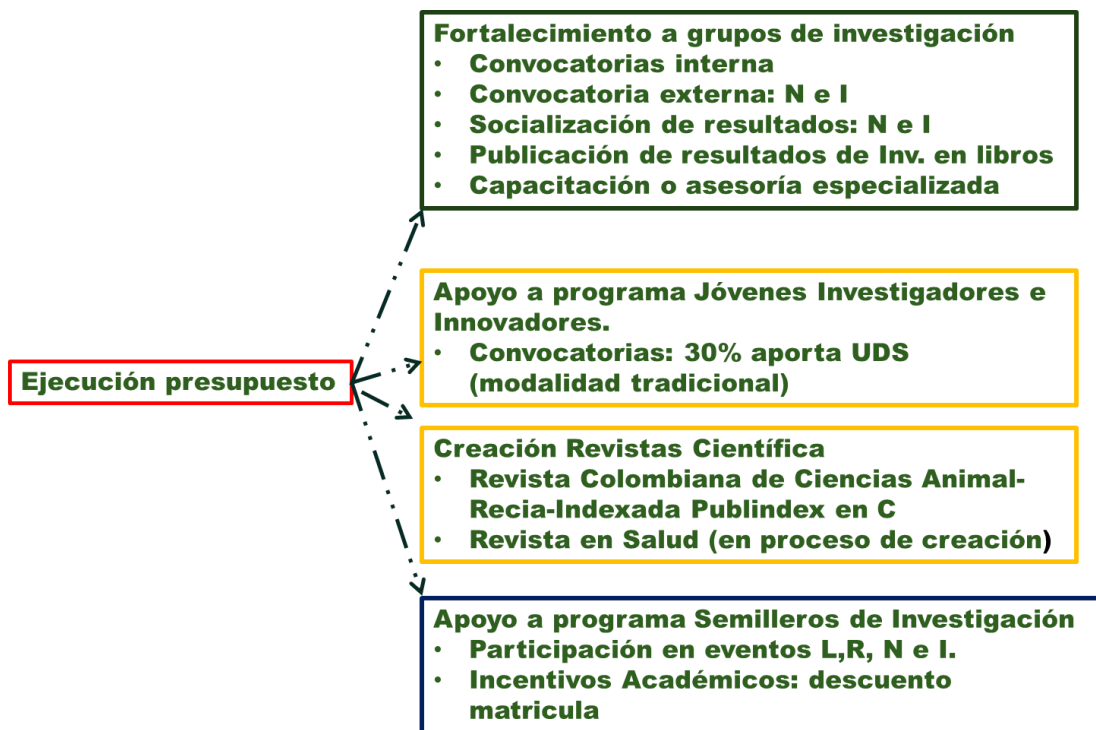 Fortalecimiento a grupos de investigación
• Convocatorias interna
• Convocatoria externa: N e I
• Socialización de resultados: N e I
• Publicación de resultados de Inv. en libros
• Capacitación o asesoría especializada
Apoyo a programa Jóvenes Investigadores e
Innovadores.
• Convocatorias: 30% aporta UDS
(modalidad tradicional)
Ejecución presupuesto
Creación Revistas Científica
• Revista Colombiana de Ciencias Animal-
Recia-Indexada Publindex en C
• Revista en Salud (en proceso de creación)
Apoyo a programa Semilleros de Investigación
• Participación en eventos L,R, N e I.
• Incentivos Académicos: descuento
matricula